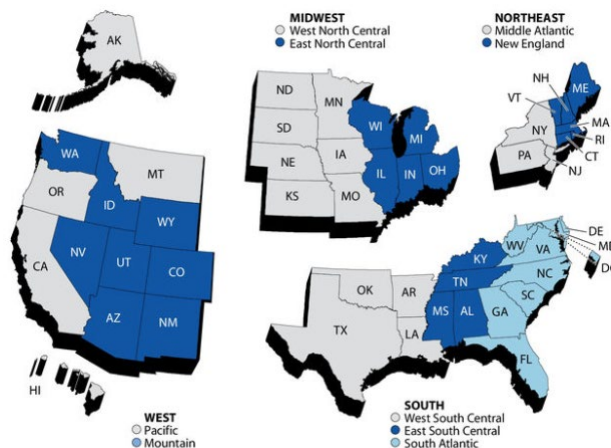 AK
WA
MT
OR
ID
WY
NV
UT
CO
CA
AZ
NM
HI
WEST
Pacific
Mountain
MIDWEST
West North Central
East North Central
ND
MN
SD
WI
MI
NE
IA
IL
IN
OH
KS
MO
NORTHEAST
Middle Atlantic
New England
NH
ME
VT
MA
NY
RI
CT
PA
NJ
DE
WV
VA
KY
NC
TN
OK
AR
SC
MS
AL
GA
TX
LA
FL
SOUTH
West South Central
East South Central
South Atlantic